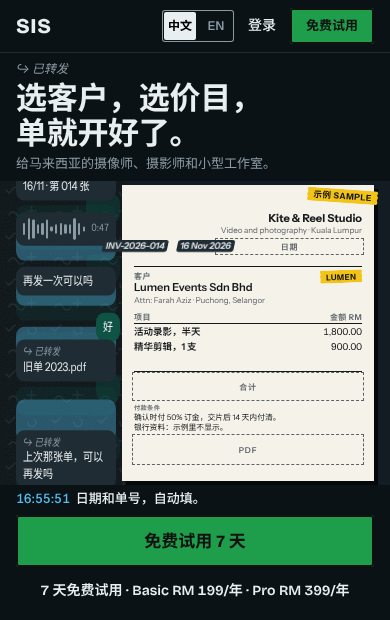 SIS
中文 EN 登录 免费试用
↪ 已转发
选客户，选价目，
单就开好了。
给马来西亚的摄像师、摄影师和小型工作室。
16/11 · 第 014 张
0:47
再发一次可以吗
好
↪ 已转发
旧单 2023.pdf
↪ 已转发
上次那张单，可以
再发吗
示例 SAMPLE
Kite & Reel Studio
Video and photography · Kuala Lumpur
INV-2026-014 16 Nov 2026
日期
客户
LUMEN
Lumen Events Sdn Bhd
Attn: Farah Aziz · Puchong, Selangor
项目 金额 RM
活动录影，半天 1,800.00
精华剪辑，1 支 900.00
合计
付款条件
确认时付 50% 订金，交片后 14 天内付清。
银行资料：示例里不显示。
PDF
16:55:51 日期和单号，自动填。
免费试用 7 天
7 天免费试用 · Basic RM 199/年 · Pro RM 399/年